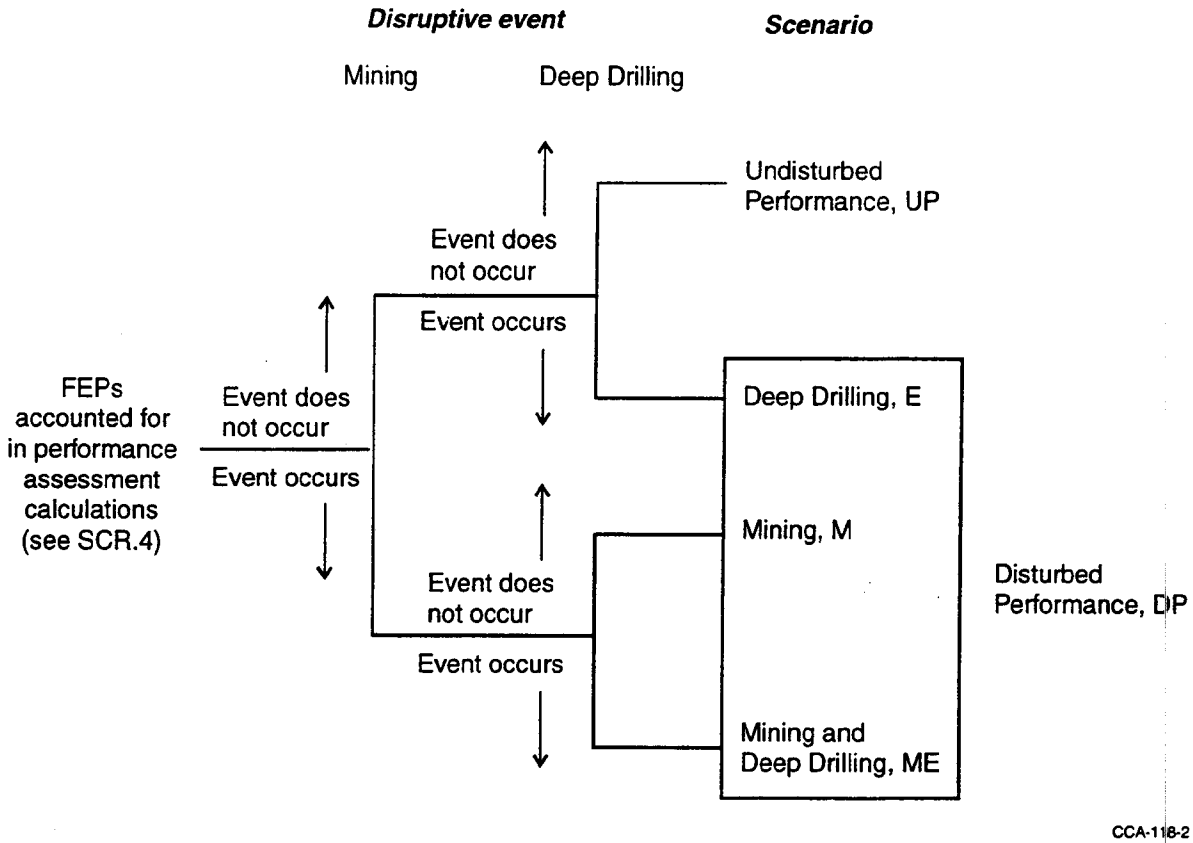 Disruptive event
Scenario
Mining
Deep Drilling
Undisturbed
Performance, UP
Event does
not occur
Event occurs
FEPs
accounted for
in performance
assessment
calculations
(see SCR.4)
Event does
not occur
Event occurs
Deep Drilling, E
Mining, M
Event does
not occur
Event occurs
Mining and
Deep Drilling, ME
Disturbed
Performance, DP
CCA-118-2